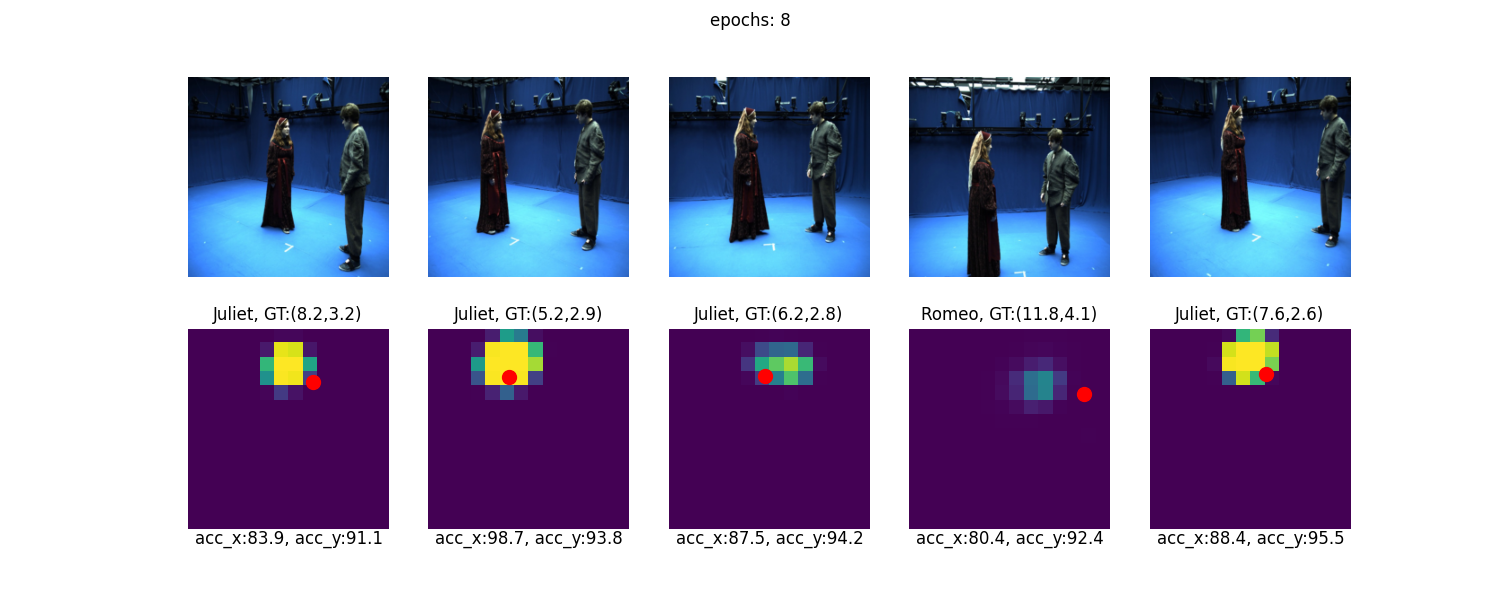 epochs: 8
Juliet, GT:(8.2,3.2)
Juliet, GT:(5.2,2.9)
Juliet, GT:(6.2,2.8)
Romeo, GT:(11.8,4.1)
Juliet, GT:(7.6,2.6)
acc_x:83.9, acc_y:91.1
acc_x:98.7, acc_y:93.8
acc_x:87.5, acc_y:94.2
acc_x:80.4, acc_y:92.4
acc_x:88.4, acc_y:95.5